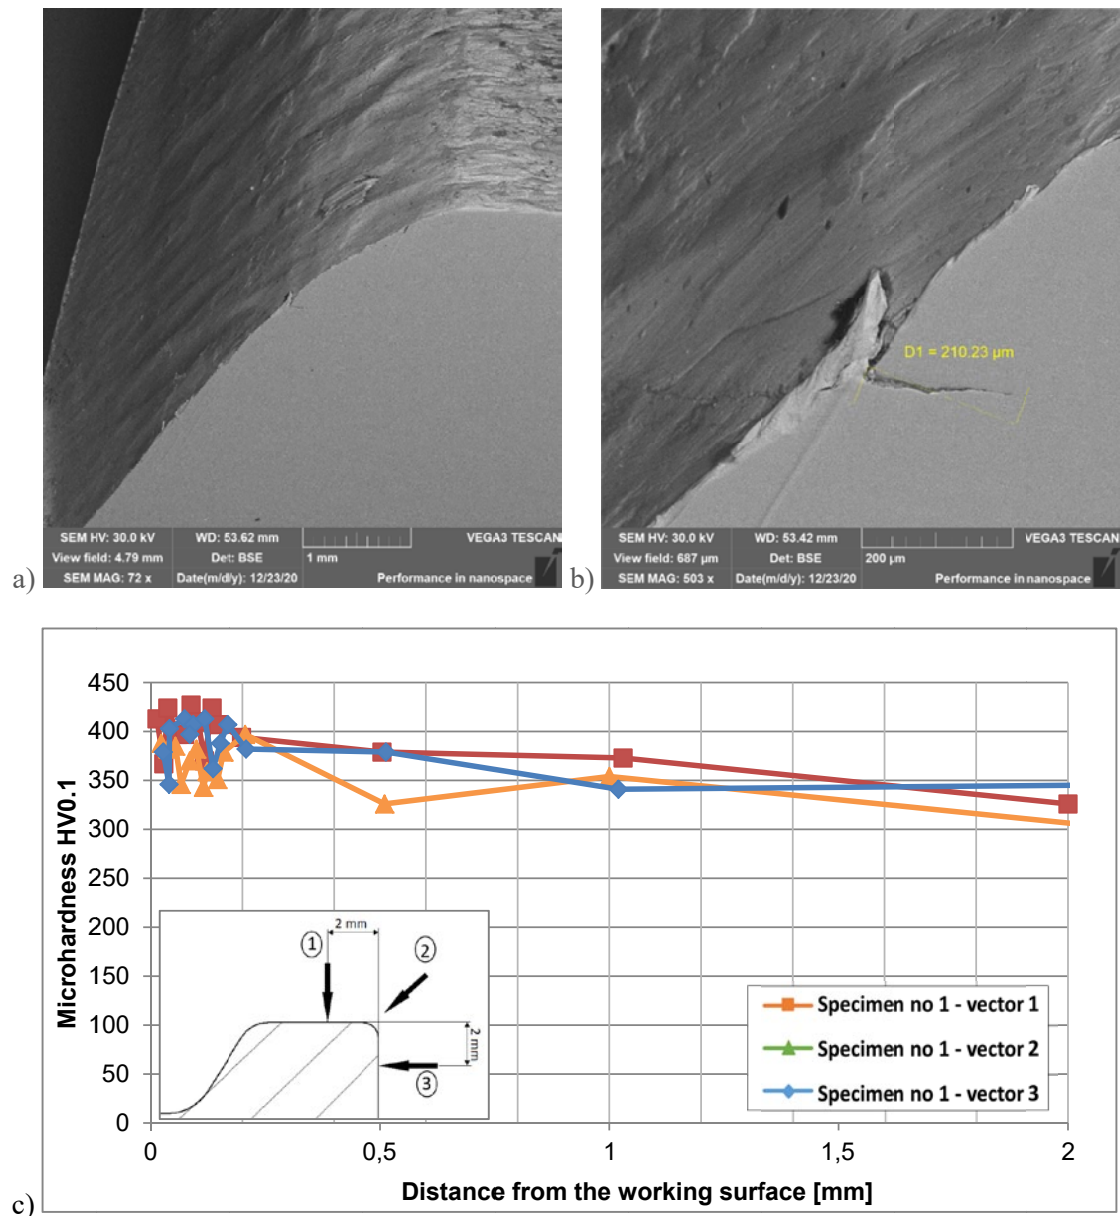 SEM HV: 30.0 kV WD: 53.62 mm VEGA3 TESCAN
View field: 4.79 mm Det: BSE 1 mm
SEM MAG: 72 x Date(m/d/y): 12/23/20 Performance in nanospace
a)
D1 = 210.23 µm
SEM HV: 30.0 kV WD: 53.42 mm VEGA3 TESCAN
View field: 687 µm Det: BSE 200 µm
SEM MAG: 503 x Date(m/d/y): 12/23/20 Performance in nanospace
b)
Microhardness HV0.1
450
400
350
300
250
200
150
100
50
0
2 mm
1
2
2 mm
3
Specimen no 1 - vector 1
Specimen no 1 - vector 2
Specimen no 1 - vector 3
0 0,5 1 1,5 2
Distance from the working surface [mm]
c)